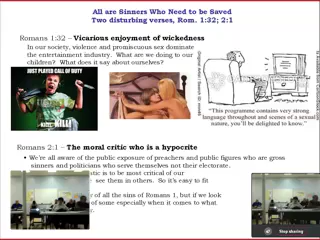 All are Sinners Who Need to be Saved
Two disturbing verses, Rom. 1:32; 2:1
Romans 1:32 – Vicarious enjoyment of wickedness
In our society, violence and promiscuous sex dominate
the entertainment industry. What are we doing to our
children? What does it say about ourselves?
JUST PLAYED CALL OF DUTY
KILL!
"This programme contains very strong
language throughout and scenes of a sexual
nature, you'll be delighted to know."
Romans 2:1 – The moral critic who is a hypocrite
• We're all aware of the public exposure of preachers and public figures who are gross
sinners and politicians who serve themselves not their electorate.
tic is to be most critical of our
see them in others. So it's easy to fit
of all the sins of Romans 1, but if we look
of some especially when it comes to what
Stop sharing